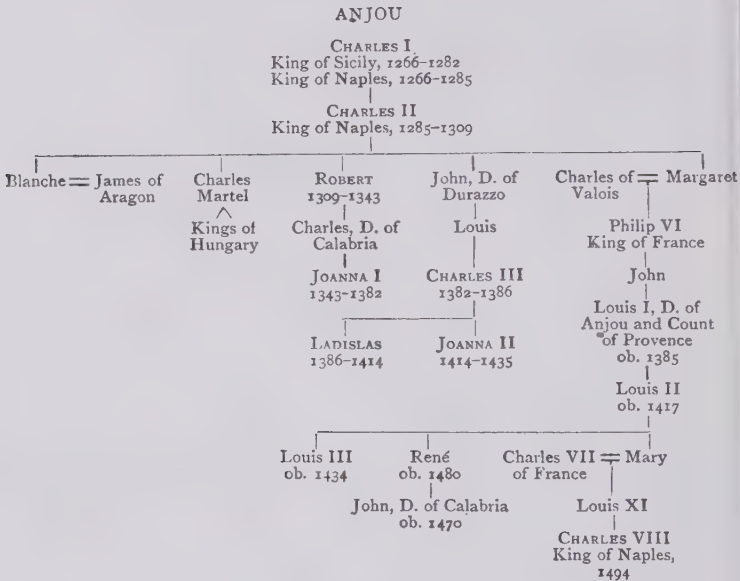 ANJOU
CHARLES I
King of Sicily, 1266–1282
King of Naples, 1266–1285
CHARLES II
King of Naples, 1285–1309
Blanche = James of
Aragon
Charles
Martel
Kings of
Hungary
ROBERT
1309–1343
Charles, D. of
Calabria
JOANNA I
1343–1382
John, D. of
Durazzo
Louis
CHARLES III
1382–1386
LADISLAS
1386–1414
JOANNA II
1414–1435
Charles of = Margaret
Valois
Philip VI
King of France
John
Louis I, D. of
Anjou and Count
of Provence
ob. 1385
Louis II
ob. 1417
Louis III
ob. 1434
René
ob. 1480
John, D. of Calabria
ob. 1470
Charles VII = Mary
of France
Louis XI
CHARLES VIII
King of Naples,
1494